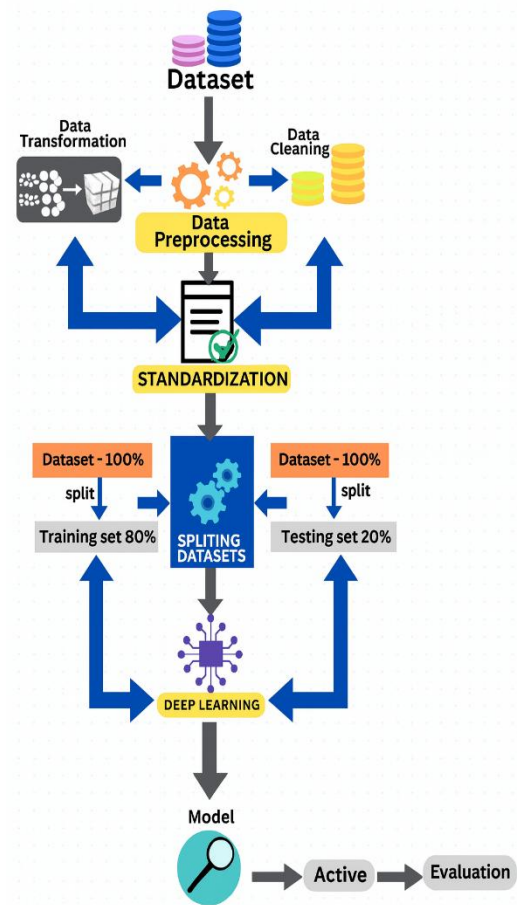 Dataset
Data
Transformation
Data
Cleaning
Data
Preprocessing
STANDARDIZATION
Dataset - 100%
Dataset - 100%
split
split
Training set 80%
SPLITING
DATASETS
Testing set 20%
DEEP LEARNING
Model
Active
Evaluation